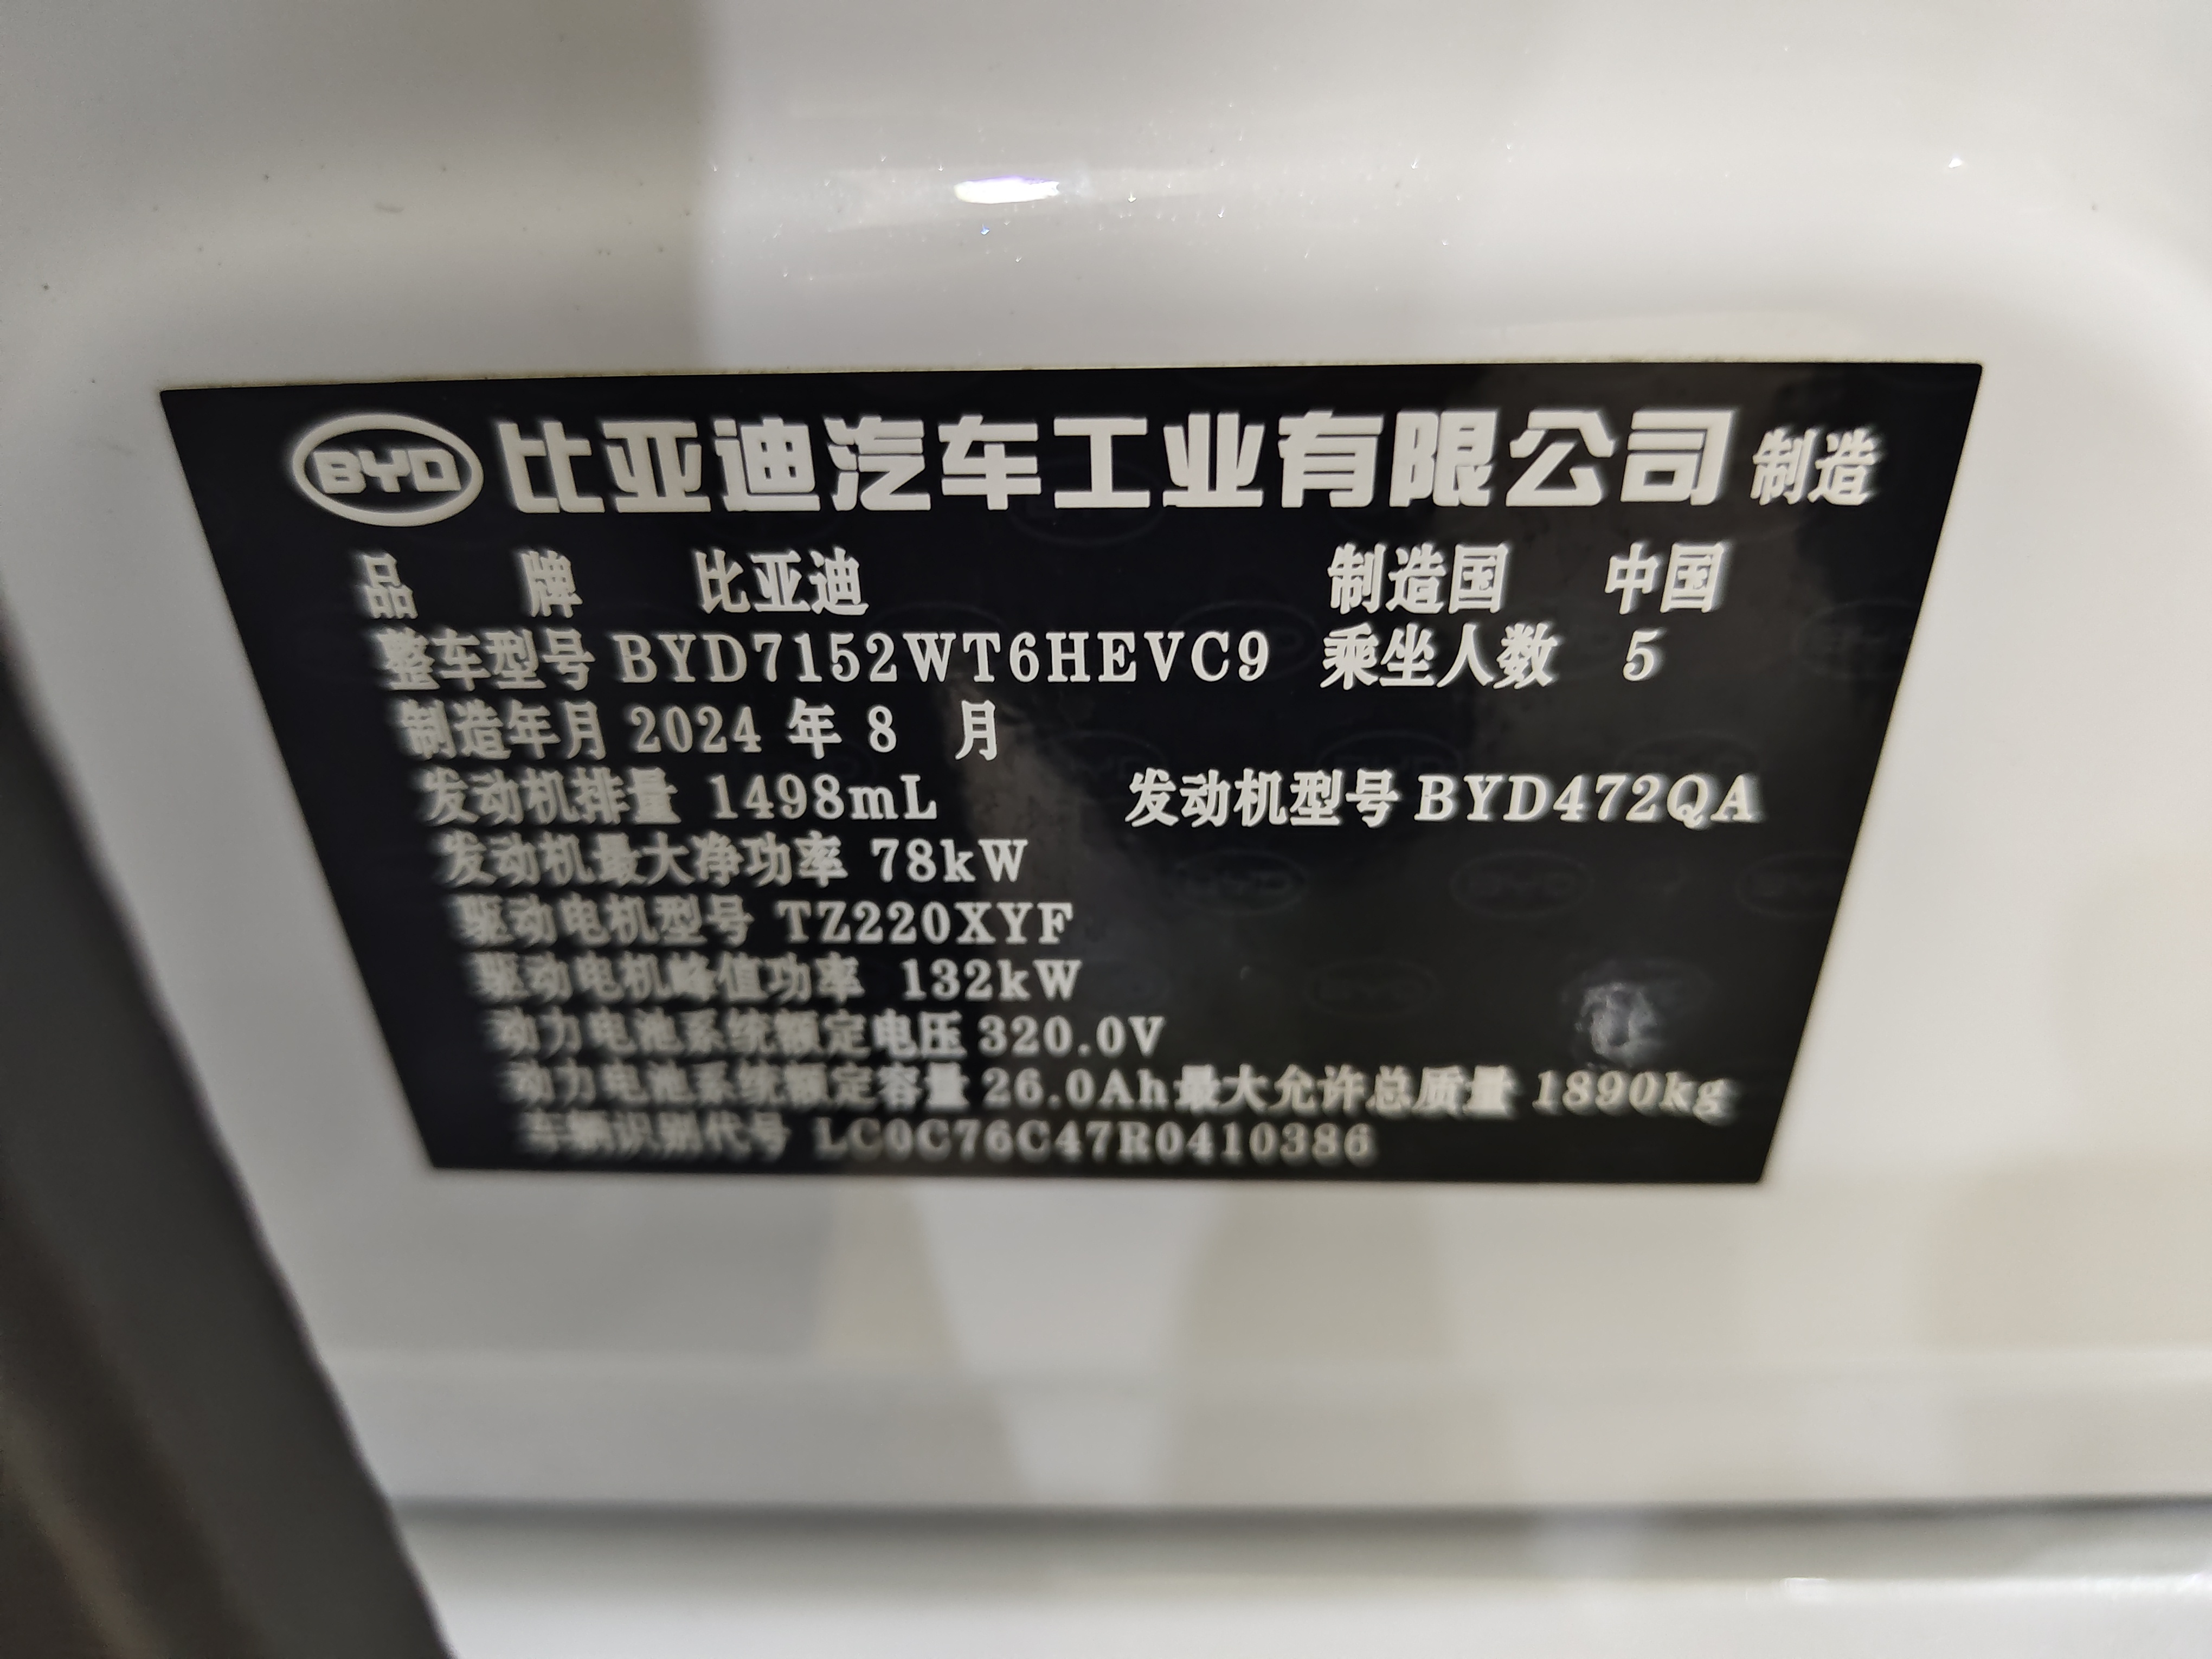 BYD 比亚迪汽车工业有限公司 制造
品 牌 比亚迪 制造国 中国
整车型号 BYD7152WT6HEVC9 乘坐人数 5
制造年月 2024 年 8 月
发动机排量 1498mL 发动机型号 BYD472QA
发动机最大净功率 78kW
驱动电机型号 TZ220XYF
驱动电机峰值功率 132kW
动力电池系统额定电压 320.0V
动力电池系统额定容量 26.0Ah 最大允许总质量 1890kg
车辆识别代号 LC0C76C47R0410386